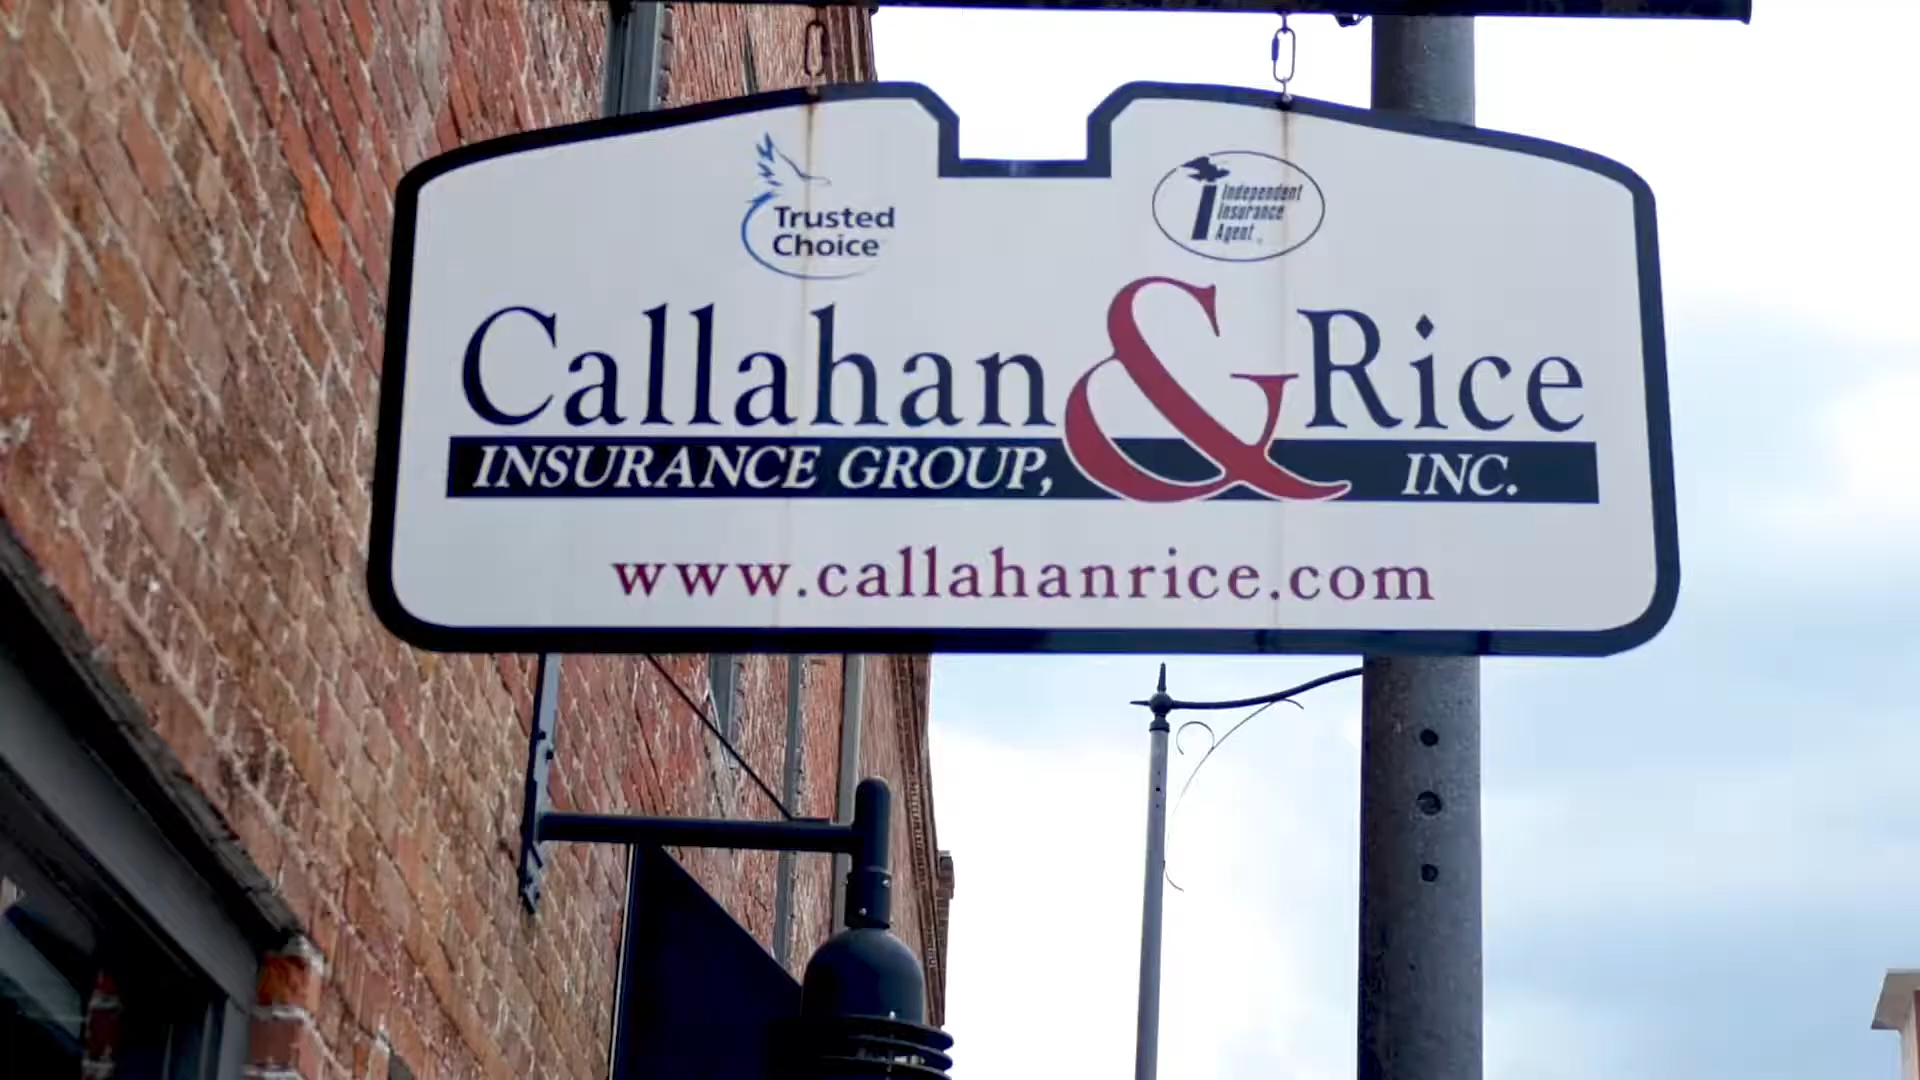 Trusted
Choice
Independent
Insurance
Agent
Callahan & Rice
INSURANCE GROUP, INC.
www.callahanrice.com